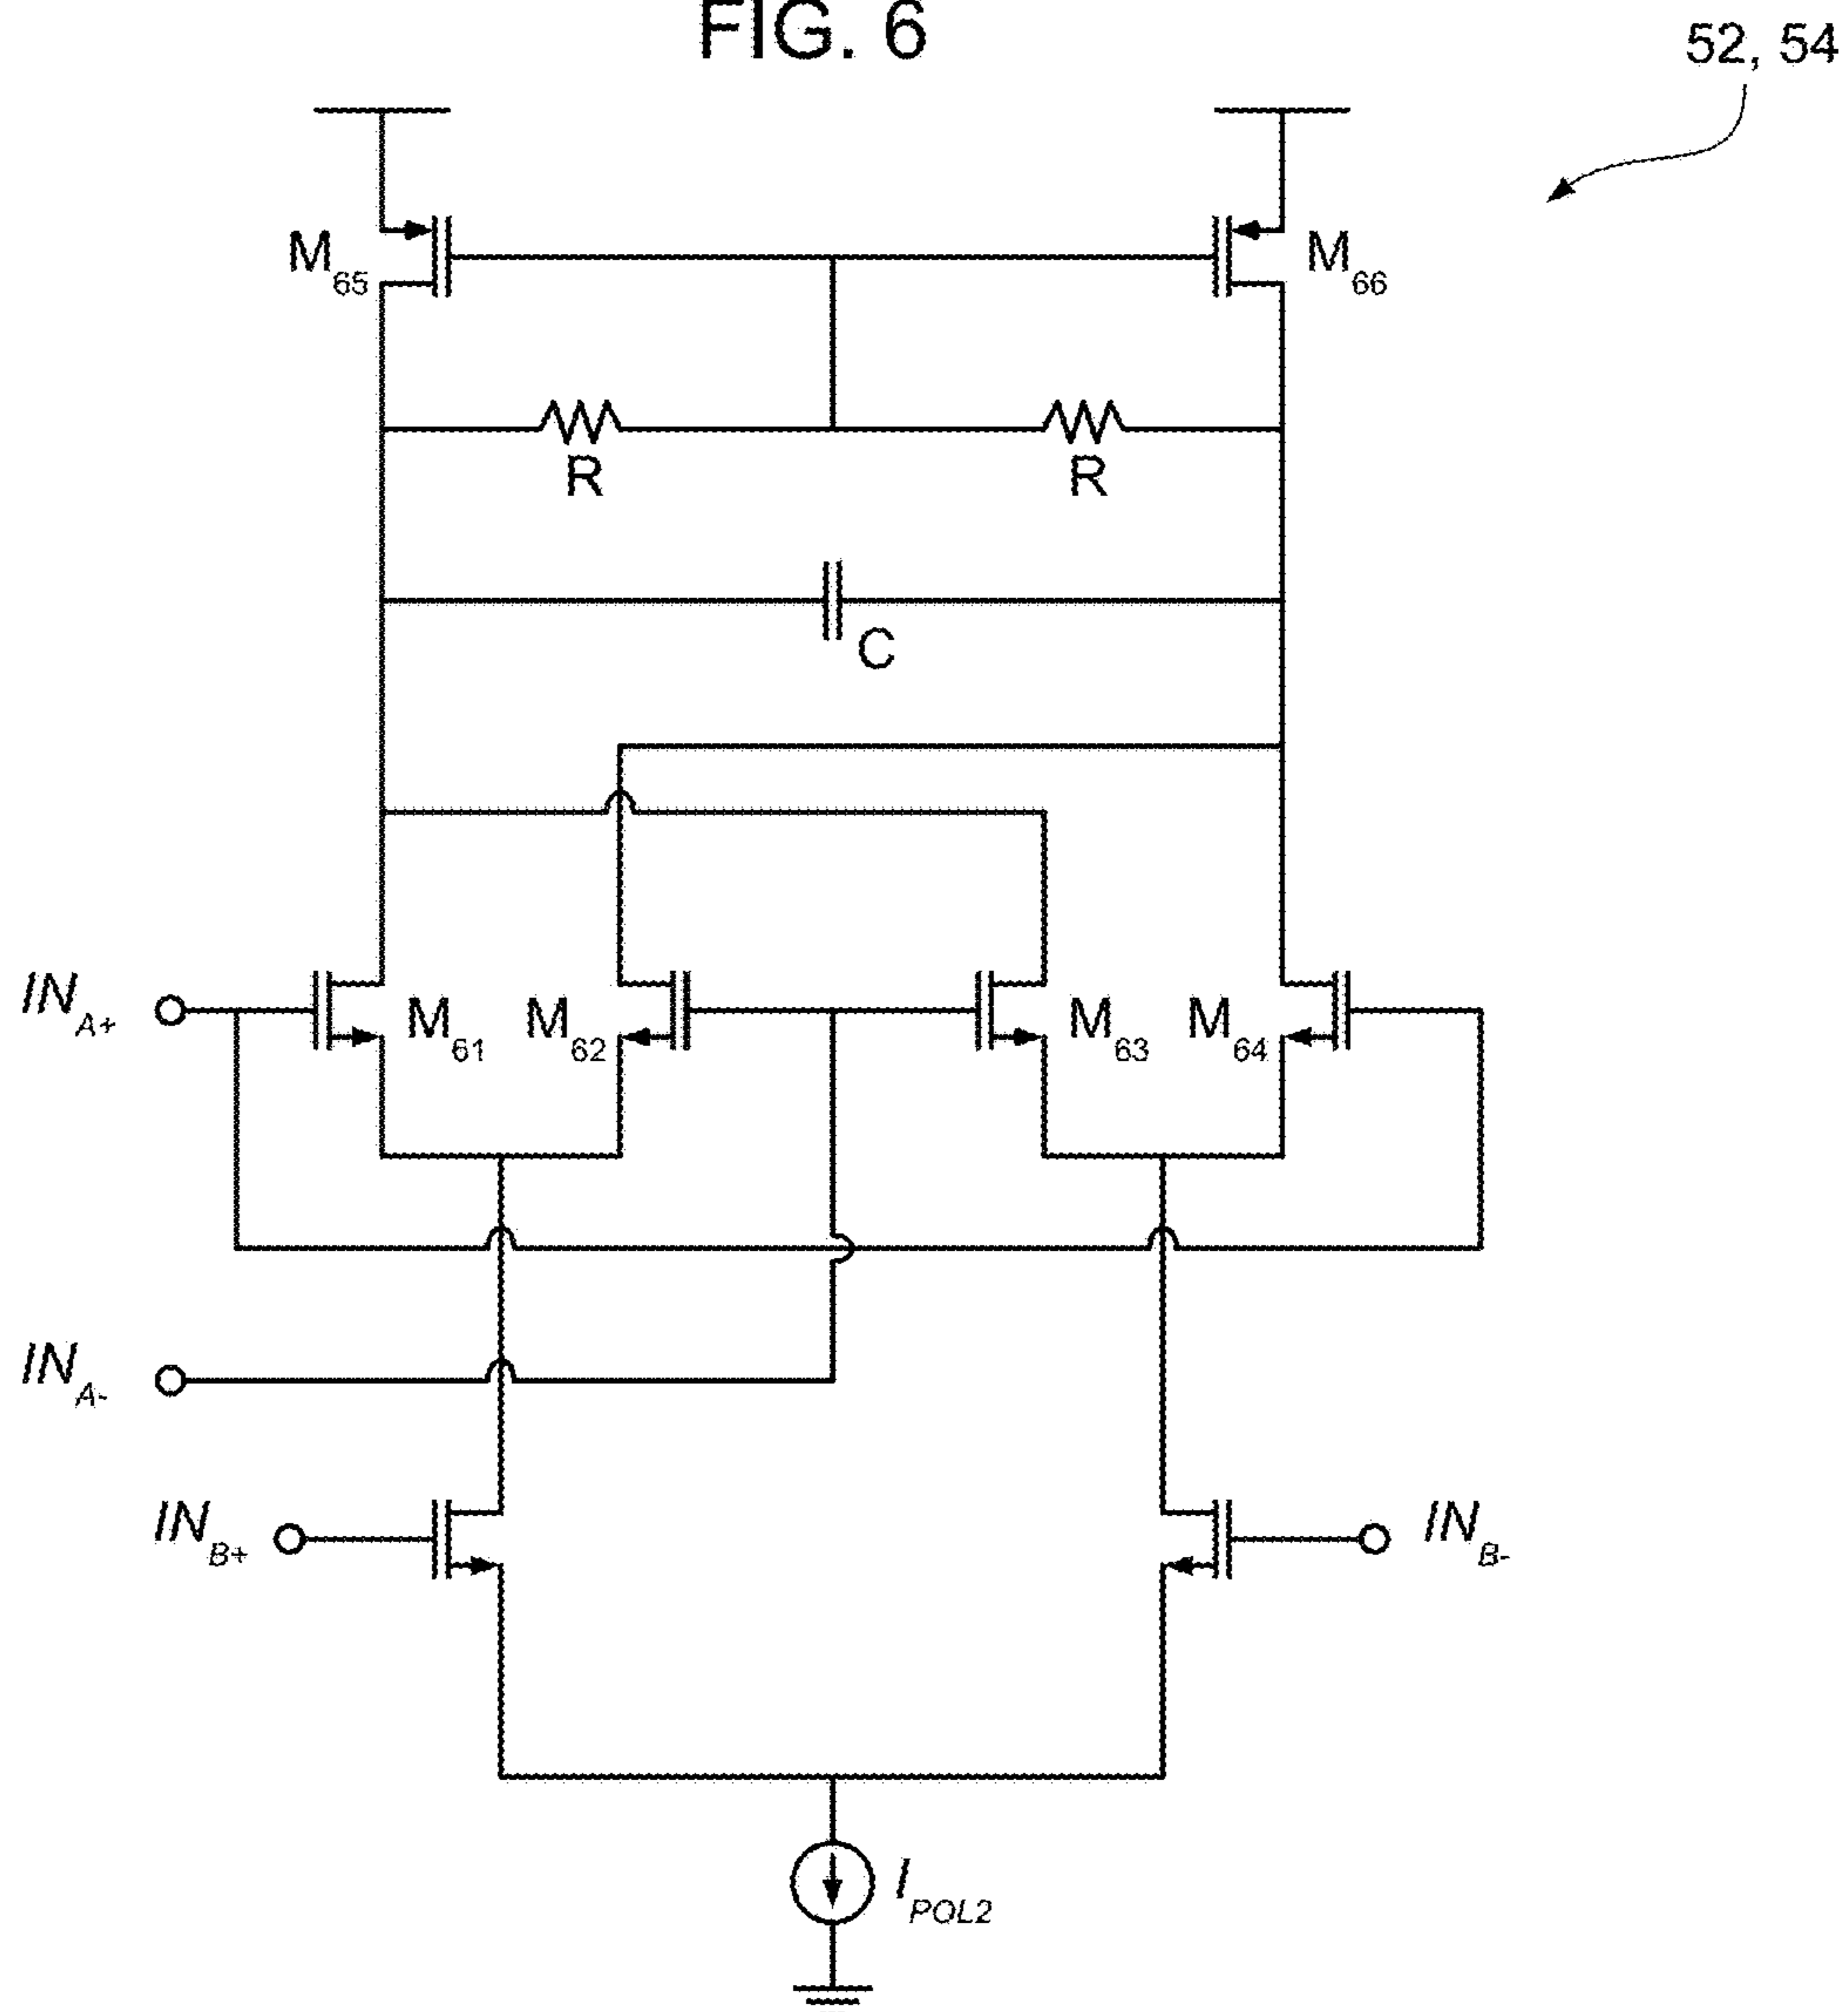 FIG. 6
52, 54
M65
M66
R
R
C
INA+
M61
M62
M63
M64
INA-
INB+
INB-
IPOL2